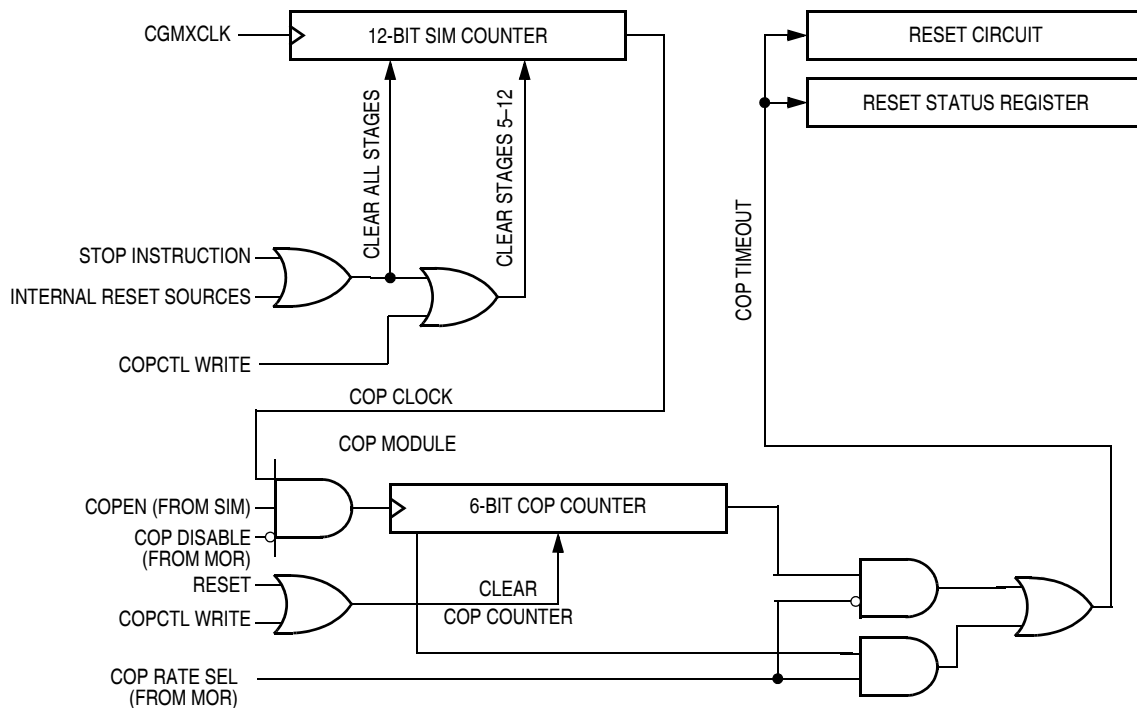 CGMXCLK
12-BIT SIM COUNTER
RESET CIRCUIT
RESET STATUS REGISTER
CLEAR ALL STAGES
CLEAR STAGES 5–12
COP TIMEOUT
STOP INSTRUCTION
INTERNAL RESET SOURCES
COPCTL WRITE
COP CLOCK
COP MODULE
COPEN (FROM SIM)
COP DISABLE
(FROM MOR)
6-BIT COP COUNTER
RESET
COPCTL WRITE
CLEAR
COP COUNTER
COP RATE SEL
(FROM MOR)